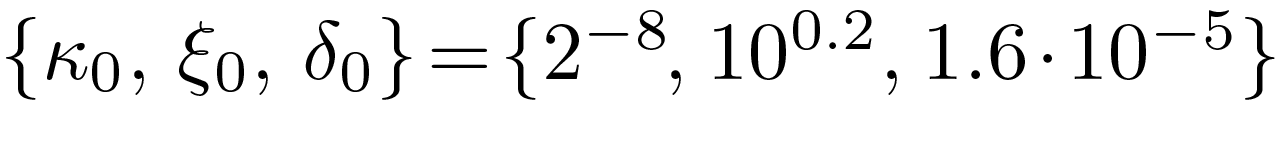 {κ₀, ξ₀, δ₀} = {2⁻⁸, 10⁰·², 1.6·10⁻⁵}